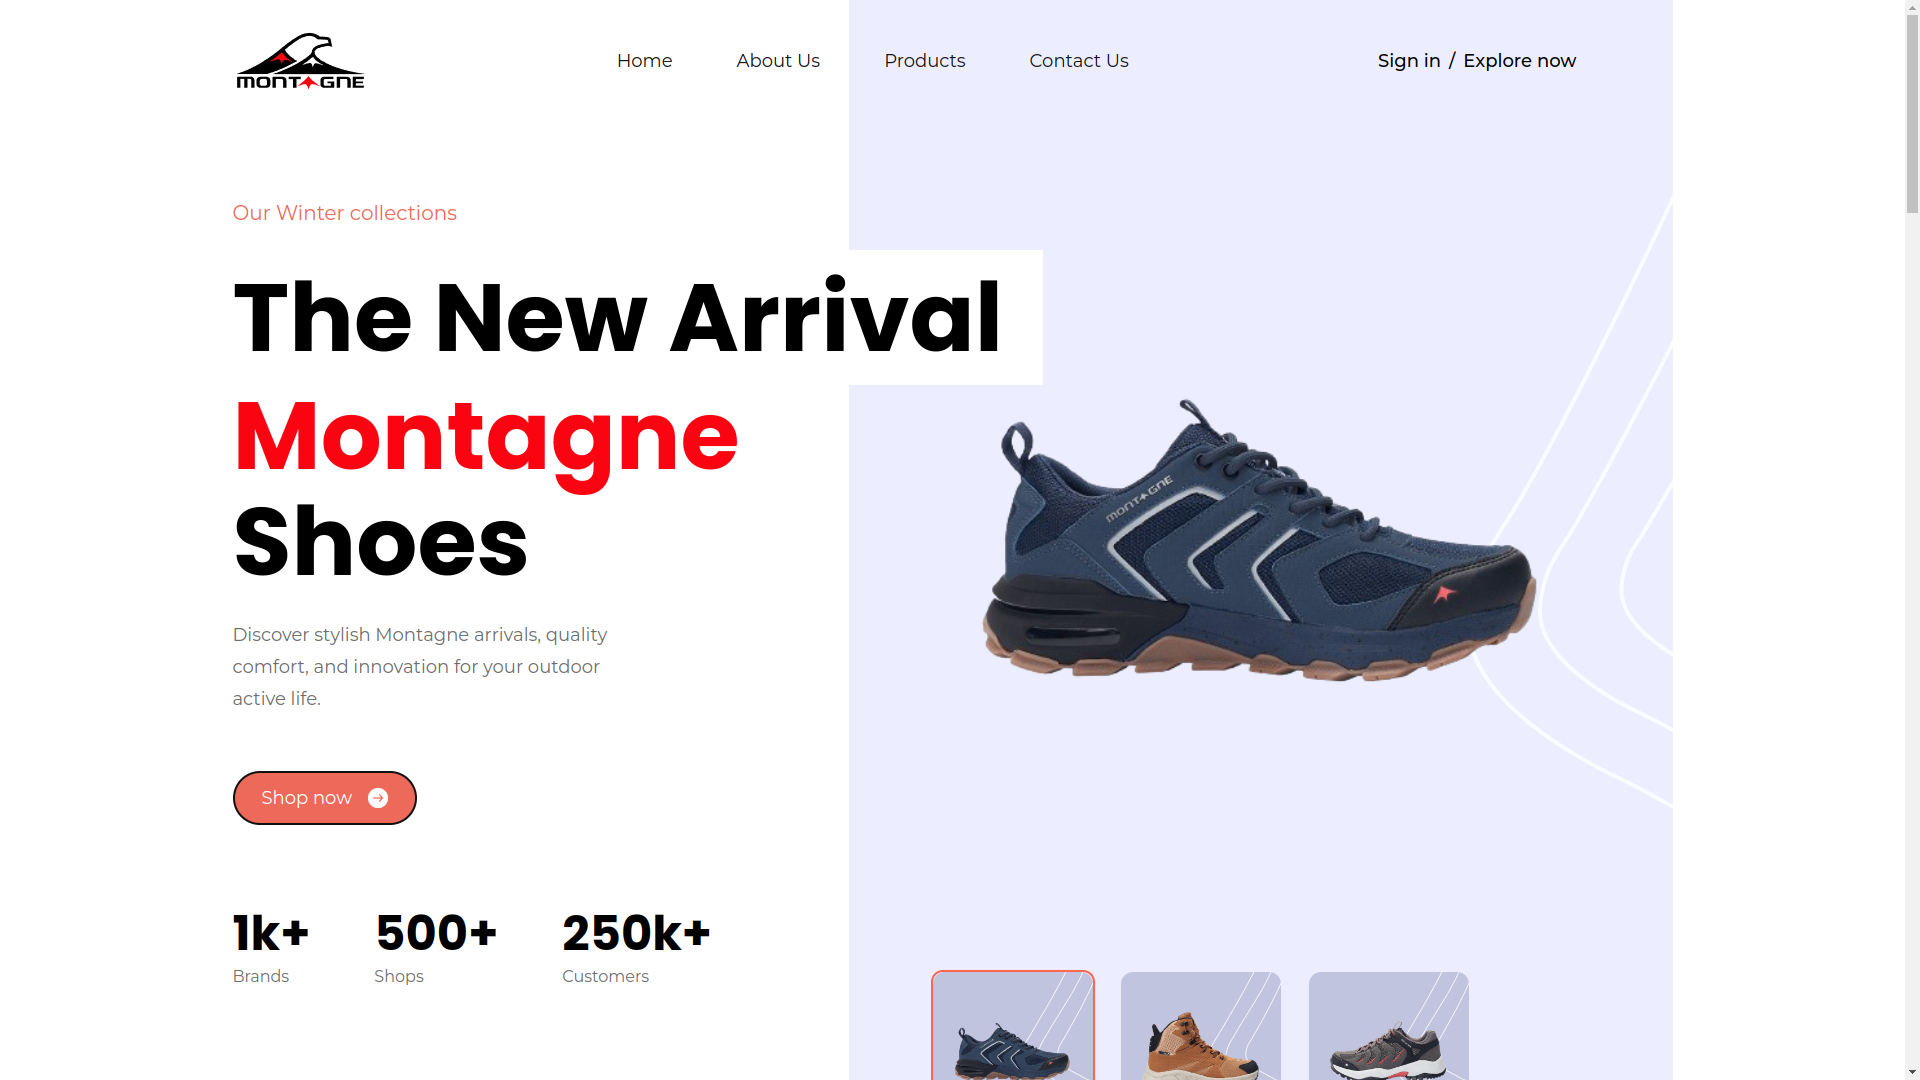 MONTAGNE
Home
About Us
Products
Contact Us
Sign in / Explore now
Our Winter collections
The New Arrival
Montagne
Shoes
MONTAGNE
Discover stylish Montagne arrivals, quality
comfort, and innovation for your outdoor
active life.
Shop now
1k+
500+
250k+
Brands
Shops
Customers